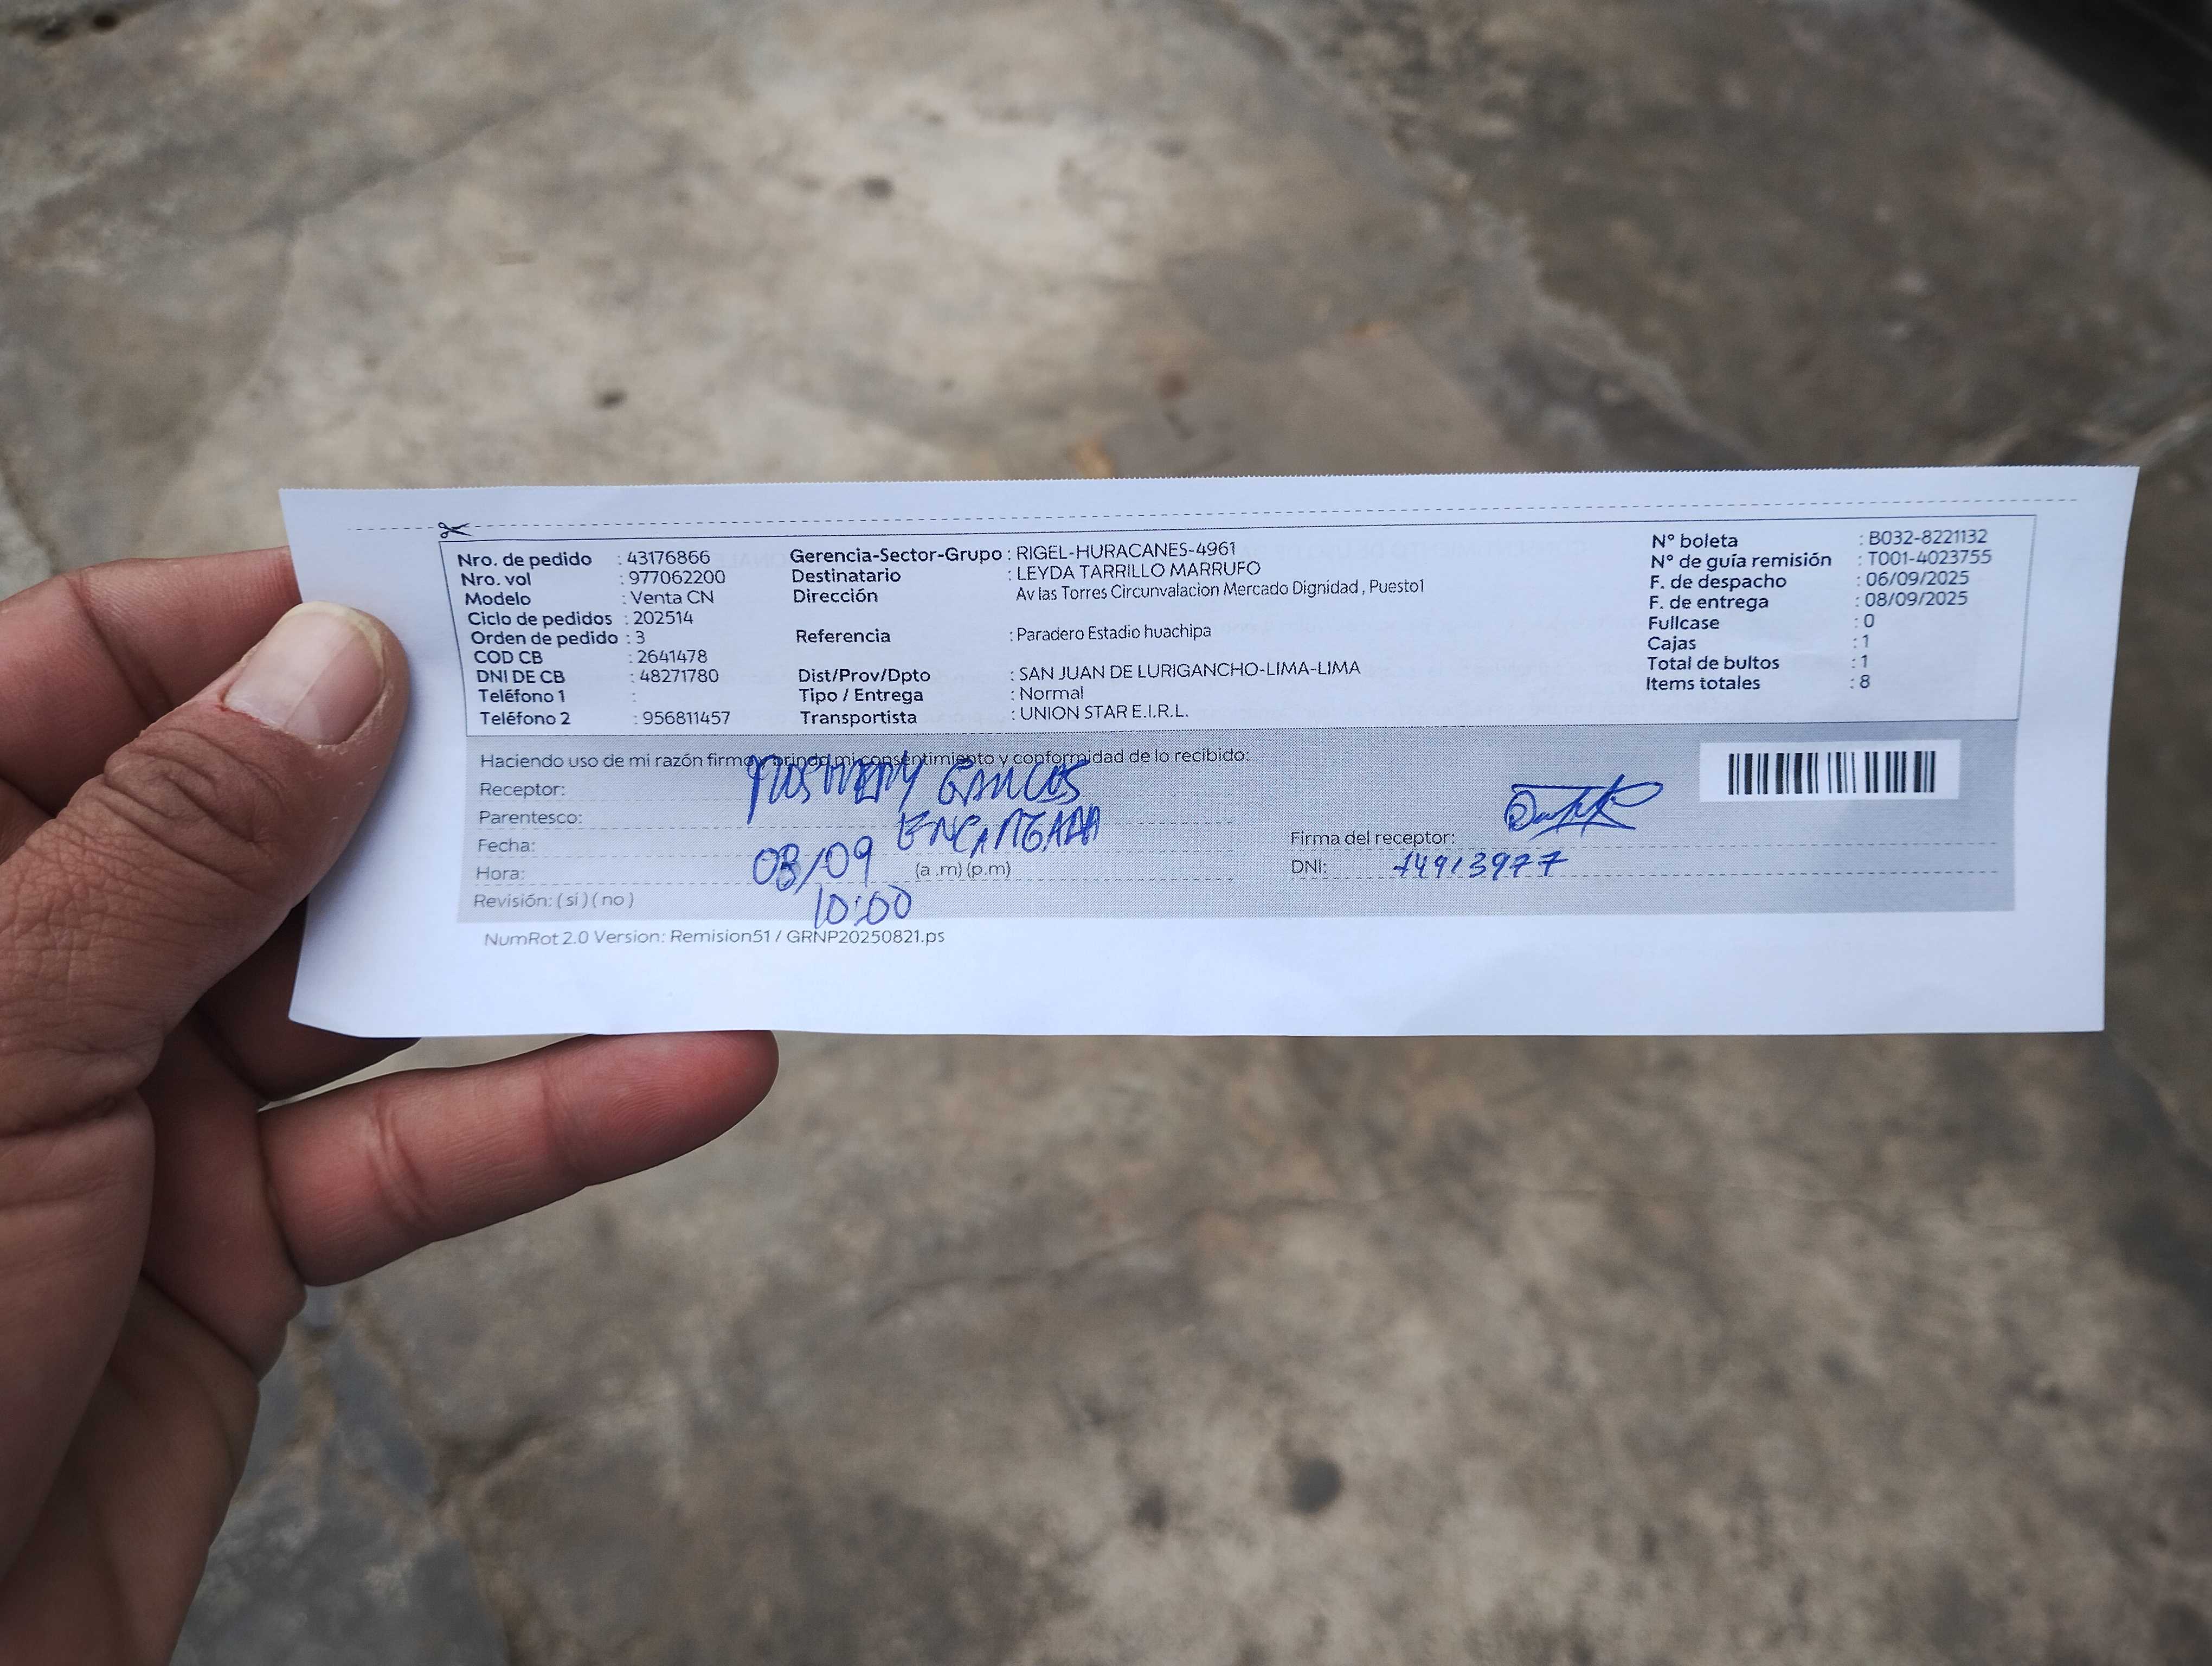 Nro. de pedido : 43176866
Nro. vol : 977062200
Modelo : Venta CN
Ciclo de pedidos : 202514
Orden de pedido : 3
COD CB : 2641478
DNI DE CB : 48271780
Teléfono 1 :
Teléfono 2 : 956811457
Gerencia-Sector-Grupo : RIGEL-HURACANES-4961
Destinatario : LEYDA TARRILLO MARRUFO
Dirección Av las Torres Circunvalacion Mercado Dignidad , Puesto1
Referencia : Paradero Estadio huachipa
Dist/Prov/Dpto : SAN JUAN DE LURIGANCHO-LIMA-LIMA
Tipo / Entrega : Normal
Transportista : UNION STAR E.I.R.L.
N° boleta : B032-8221132
N° de guía remisión : T001-4023755
F. de despacho : 06/09/2025
F. de entrega : 08/09/2025
Fullcase : 0
Cajas : 1
Total de bultos : 1
Items totales : 8
Haciendo uso de mi razón firmo y brindo mi consentimiento y conformidad de lo recibido:
Receptor:
Parentesco: ENCARGADA
Fecha: 08/09
Hora: 10:00 (a .m) (p.m)
Revisión: ( si ) ( no )
Firma del receptor:
DNI: 74913977
NumRot 2.0 Version: Remision51 / GRNP20250821.ps